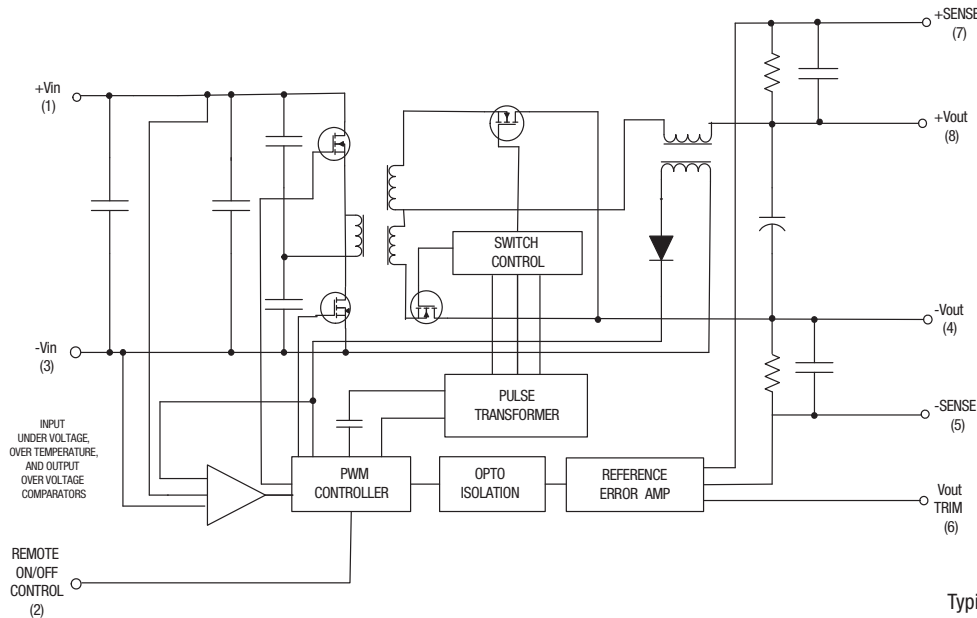 +SENSE
(7)
+Vin
(1)
+Vout
(8)
SWITCH
CONTROL
-Vout
(4)
-Vin
(3)
PULSE
TRANSFORMER
-SENSE
(5)
INPUT
UNDER VOLTAGE,
OVER TEMPERATURE,
AND OUTPUT
OVER VOLTAGE
COMPARATORS
PWM
CONTROLLER
OPTO
ISOLATION
REFERENCE
ERROR AMP
Vout
TRIM
(6)
REMOTE
ON/OFF
CONTROL
(2)
Typi